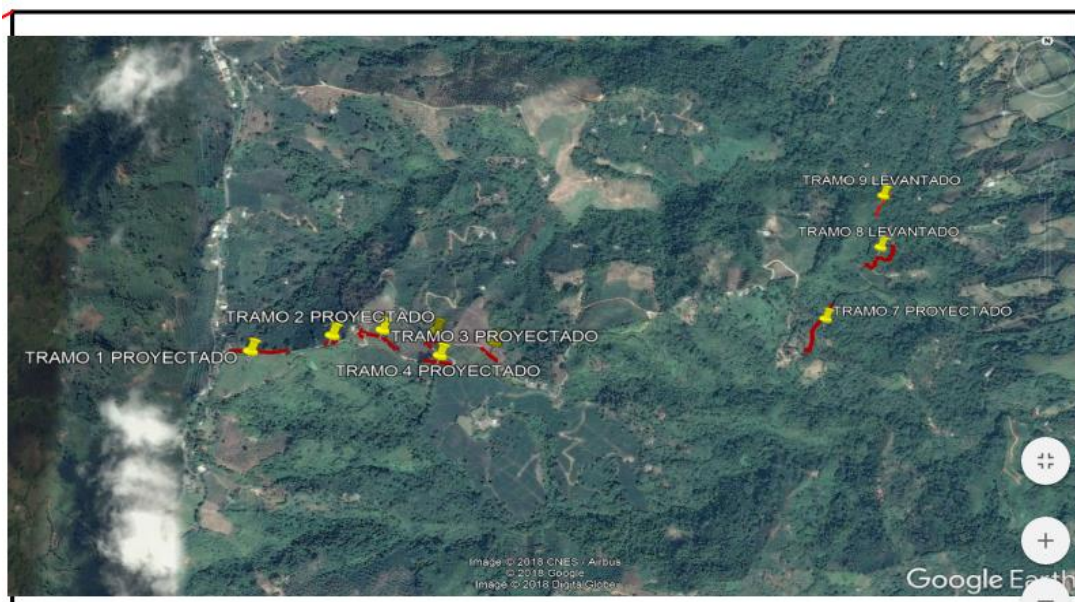 TRAMO 9 LEVANTADO
TRAMO 8 LEVANTADO
TRAMO 7 PROYECTADO
TRAMO 2 PROYECTADO
TRAMO 3 PROYECTADO
TRAMO 1 PROYECTADO
TRAMO 4 PROYECTADO
Image © 2018 CNES / Airbus
© 2018 Google
Image © 2018 DigitalGlobe
Google Earth